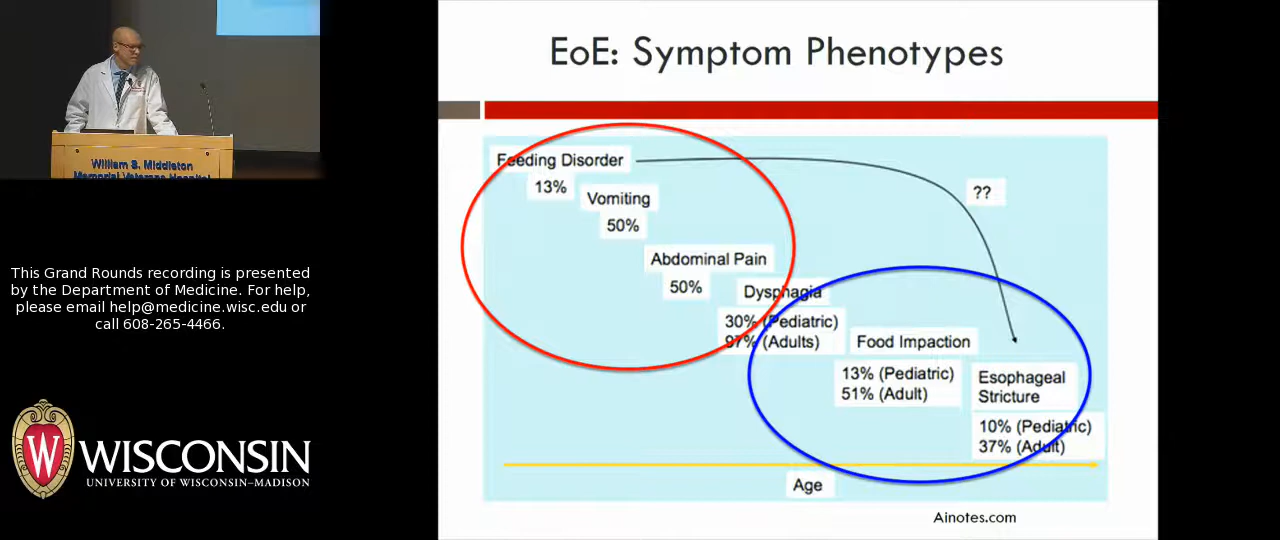 William S. Middleton
Memorial Veterans Hospital
This Grand Rounds recording is presented
by the Department of Medicine. For help,
please email help@medicine.wisc.edu or
call 608-265-4466.
W
WISCONSIN
UNIVERSITY OF WISCONSIN–MADISON
EoE: Symptom Phenotypes
Feeding Disorder
13%
Vomiting
50%
??
Abdominal Pain
50%
Dysphagia
30% (Pediatric)
97% (Adults)
Food Impaction
13% (Pediatric)
51% (Adult)
Esophageal
Stricture
10% (Pediatric)
37% (Adult)
Age
Ainotes.com